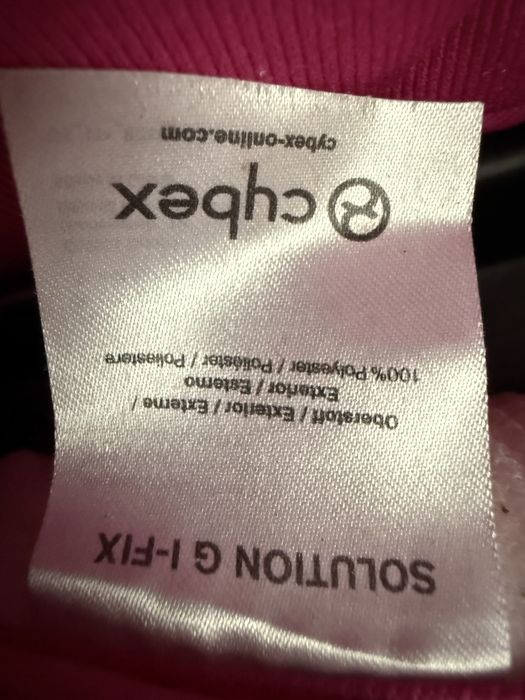 SOLUTION G I-FIX
Oberstoff / Exterior / Externe /
Exterior / Esterno
100% Polyester / Poliéster / Poliestere
cybex
cybex-online.com